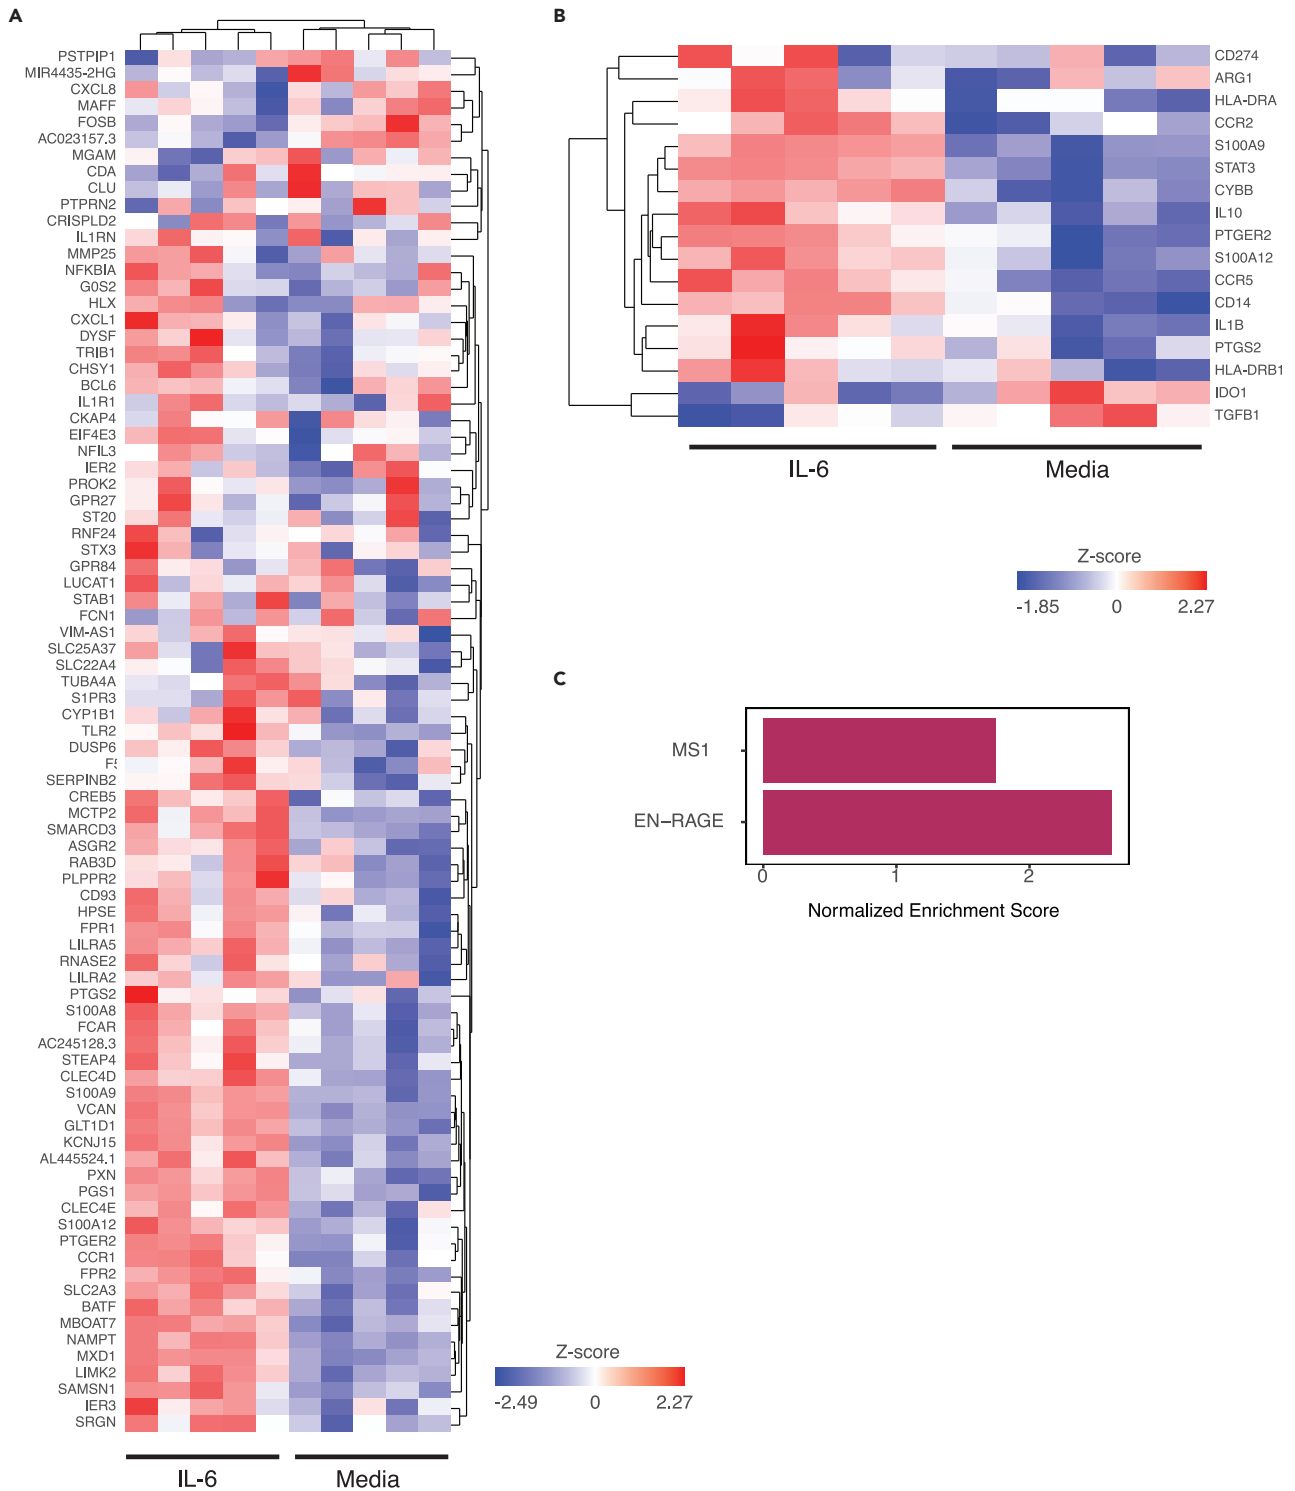 A
PSTPIP1
MIR4435-2HG
CXCL8
MAFF
FOSB
AC023157.3
MGAM
CDA
CLU
PTPRN2
CRISPLD2
IL1RN
MMP25
NFKBIA
G0S2
HLX
CXCL1
DYSF
TRIB1
CHSY1
BCL6
IL1R1
CKAP4
EIF4E3
NFIL3
IER2
PROK2
GPR27
ST20
RNF24
STX3
GPR84
LUCAT1
STAB1
FCN1
VIM-AS1
SLC25A37
SLC22A4
TUBA4A
S1PR3
CYP1B1
TLR2
DUSP6
SERPINB2
CREB5
MCTP2
SMARCD3
ASGR2
RAB3D
PLPPR2
CD93
HPSE
FPR1
LILRA5
RNASE2
LILRA2
PTGS2
S100A8
FCAR
AC245128.3
STEAP4
CLEC4D
S100A9
VCAN
GLT1D1
KCNJ15
AL445524.1
PXN
PGS1
CLEC4E
S100A12
PTGER2
CCR1
FPR2
SLC2A3
BATF
MBOAT7
NAMPT
MXD1
LIMK2
SAMSN1
IER3
SRGN
IL-6 Media
Z-score
-2.49 0 2.27
B
CD274
ARG1
HLA-DRA
CCR2
S100A9
STAT3
CYBB
IL10
PTGER2
S100A12
CCR5
CD14
IL1B
PTGS2
HLA-DRB1
IDO1
TGFB1
IL-6 Media
Z-score
-1.85 0 2.27
C
MS1
EN-RAGE
0 1 2
Normalized Enrichment Score